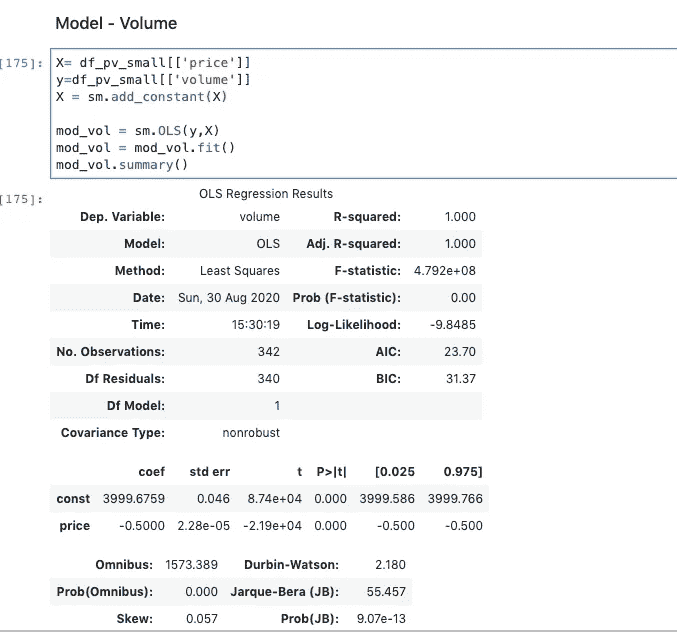 Model - Volume
[175]: X= df_pv_small[['price']]
y=df_pv_small[['volume']]
X = sm.add_constant(X)
mod_vol = sm.OLS(y,X)
mod_vol = mod_vol.fit()
mod_vol.summary()
[175]: OLS Regression Results
Dep. Variable: volume R-squared: 1.000
Model: OLS Adj. R-squared: 1.000
Method: Least Squares F-statistic: 4.792e+08
Date: Sun, 30 Aug 2020 Prob (F-statistic): 0.00
Time: 15:30:19 Log-Likelihood: -9.8485
No. Observations: 342 AIC: 23.70
Df Residuals: 340 BIC: 31.37
Df Model: 1
Covariance Type: nonrobust
coef std err t P>|t| [0.025 0.975]
const 3999.6759 0.046 8.74e+04 0.000 3999.586 3999.766
price -0.5000 2.28e-05 -2.19e+04 0.000 -0.500 -0.500
Omnibus: 1573.389 Durbin-Watson: 2.180
Prob(Omnibus): 0.000 Jarque-Bera (JB): 55.457
Skew: 0.057 Prob(JB): 9.07e-13